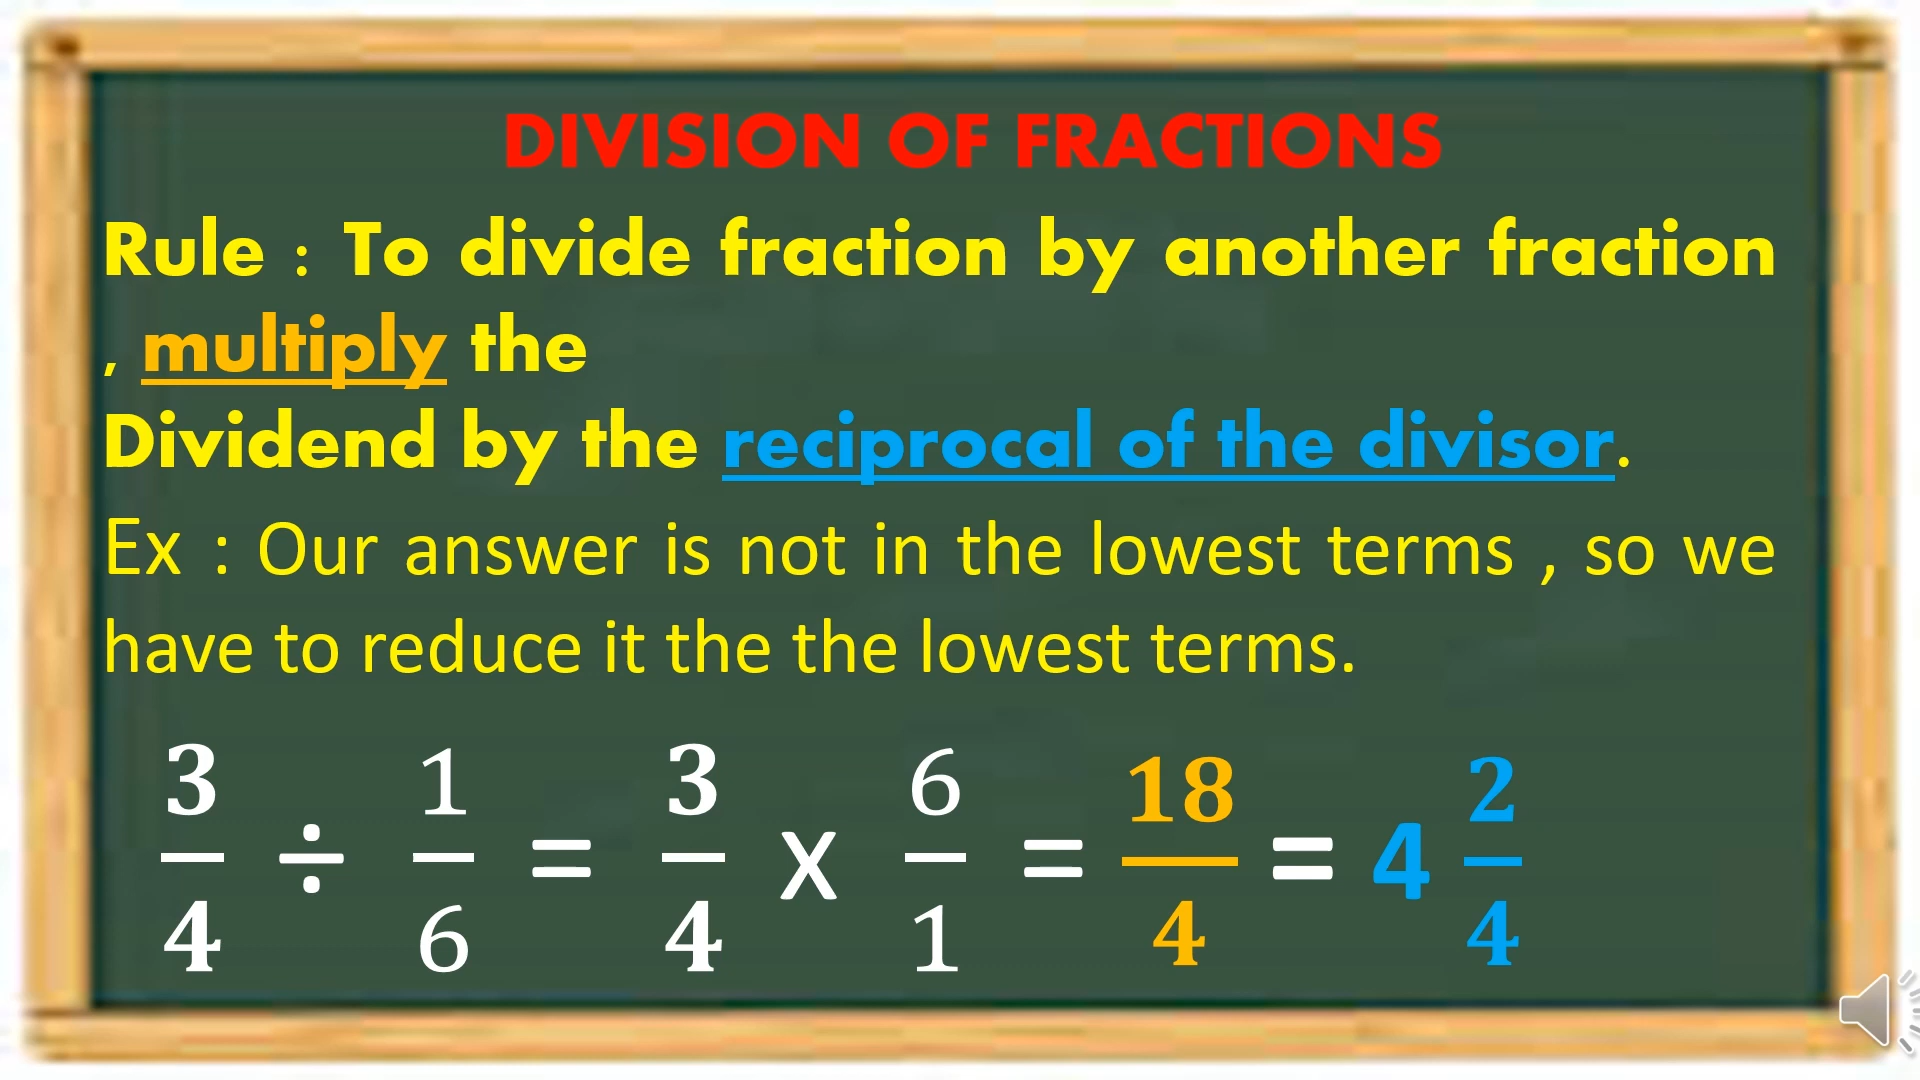 DIVISION OF FRACTIONS
Rule : To divide fraction by another fraction
, multiply the
Dividend by the reciprocal of the divisor.
Ex : Our answer is not in the lowest terms , so we
have to reduce it the the lowest terms.
3/4 ÷ 1/6 = 3/4 x 6/1 = 18/4 = 4 2/4